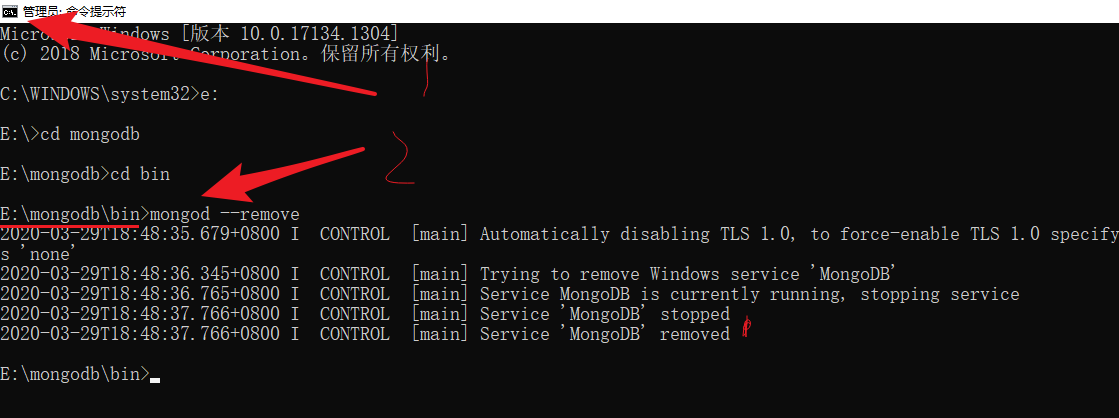 管理员: 命令提示符
Microsoft Windows [版本 10.0.17134.1304]
(c) 2018 Microsoft Corporation。保留所有权利。
C:\WINDOWS\system32>e:
1
E:\>cd mongodb
2
E:\mongodb>cd bin
E:\mongodb\bin>mongod --remove
2020-03-29T18:48:35.679+0800 I  CONTROL  [main] Automatically disabling TLS 1.0, to force-enable TLS 1.0 specify
s 'none'
2020-03-29T18:48:36.345+0800 I  CONTROL  [main] Trying to remove Windows service 'MongoDB'
2020-03-29T18:48:36.765+0800 I  CONTROL  [main] Service MongoDB is currently running, stopping service
2020-03-29T18:48:37.766+0800 I  CONTROL  [main] Service 'MongoDB' stopped
2020-03-29T18:48:37.766+0800 I  CONTROL  [main] Service 'MongoDB' removed
E:\mongodb\bin>